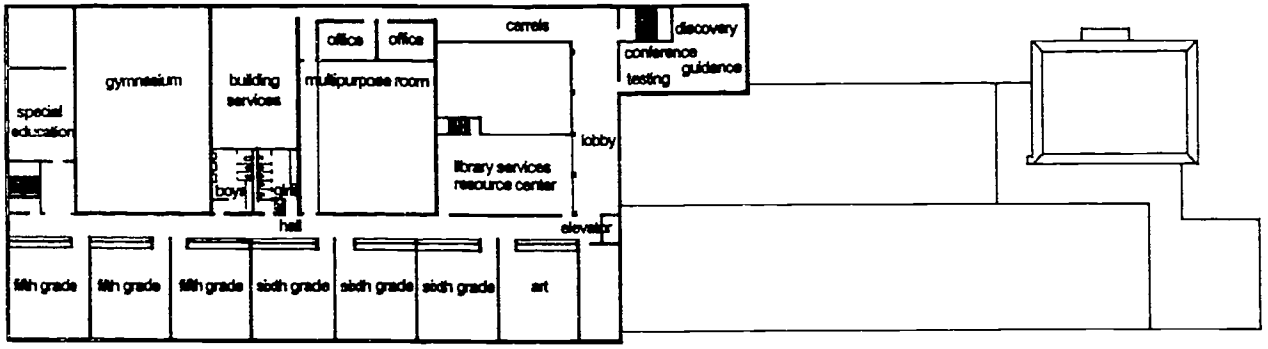 carrels
discovery
office
office
conference
guidance
gymnasium
building
services
multipurpose room
testing
special
education
lobby
library services
resource center
boys
girls
hall
elevator
fifth grade
fifth grade
fifth grade
sixth grade
sixth grade
sixth grade
art